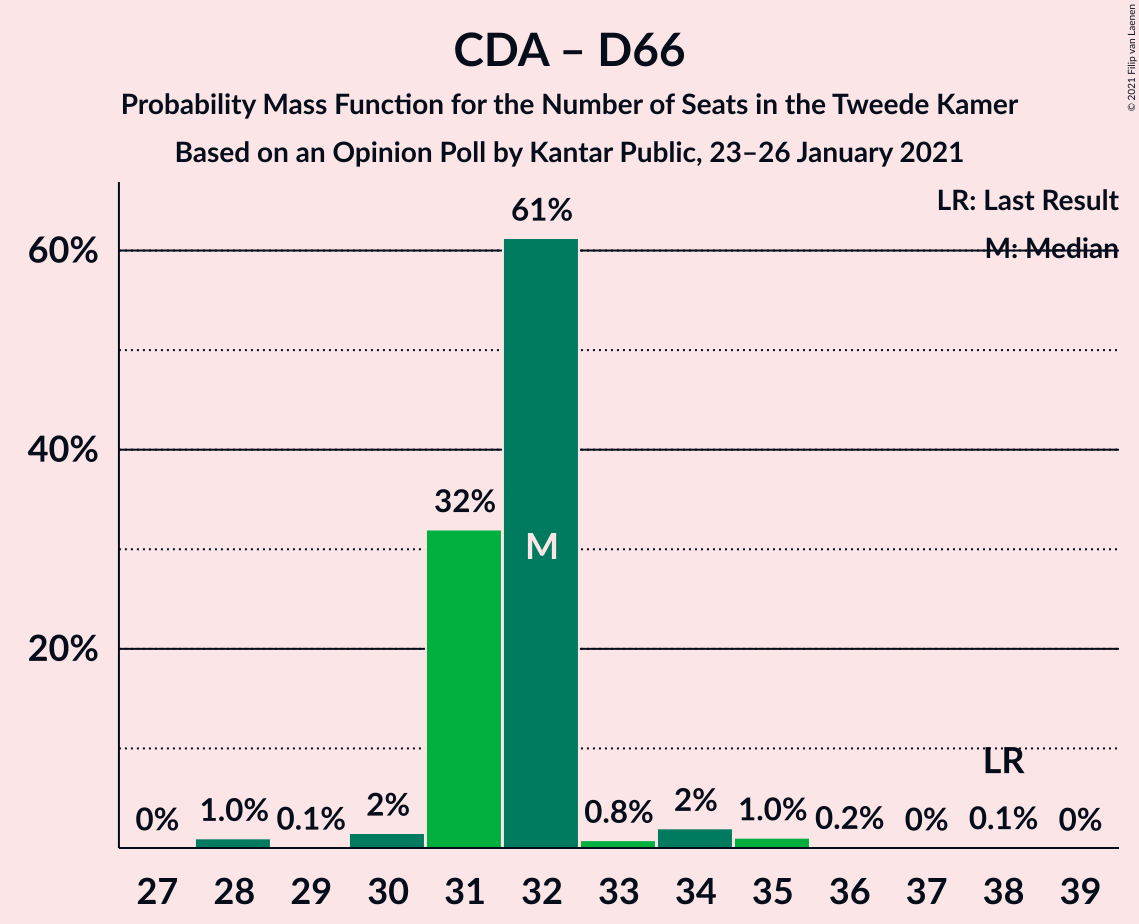 CDA – D66
Probability Mass Function for the Number of Seats in the Tweede Kamer
Based on an Opinion Poll by Kantar Public, 23–26 January 2021
© 2021 Filip van Laenen
LR: Last Result
M: Median
60%
40%
20%
0%
1.0%
0.1%
2%
32%
61%
M
0.8%
2%
1.0%
0.2%
0%
LR
0.1%
0%
27 28 29 30 31 32 33 34 35 36 37 38 39